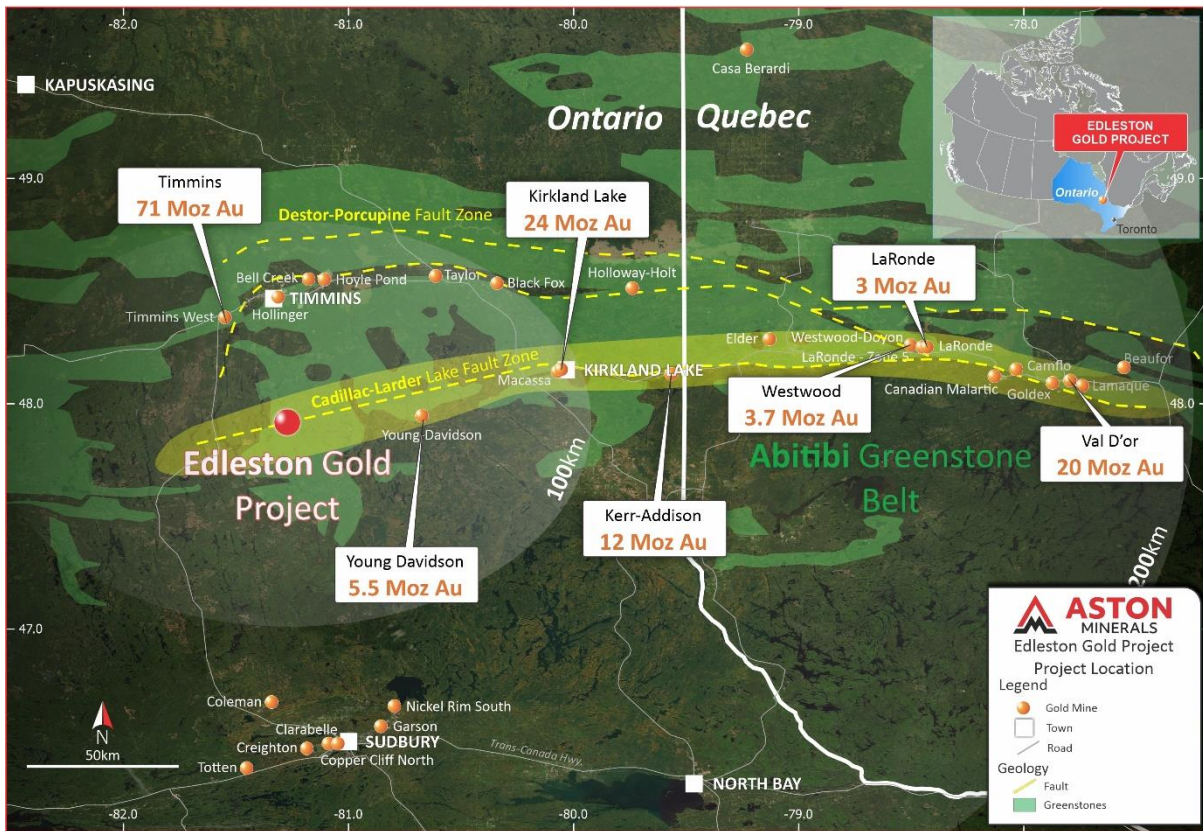 -82.0
-81.0
-80.0
-79.0
-78.0
KAPUSKASING
Casa Berardi
Ontario
Quebec
EDLESTON
GOLD PROJECT
Ontario
Toronto
49.0
49.0
Timmins
71 Moz Au
Destor-Porcupine Fault Zone
Kirkland Lake
24 Moz Au
LaRonde
3 Moz Au
Bell Creek
Hoyle Pond
Taylor
Black Fox
Holloway-Holt
TIMMINS
Hollinger
Timmins West
Elder
Westwood-Doyon
LaRonde
LaRonde - Zone 5
Cadillac-Larder Lake Fault Zone
Macassa
KIRKLAND LAKE
Westwood
3.7 Moz Au
Canadian Malartic
Camflo
Goldex
Beaufor
Lamaque
48.0
48.0
Young Davidson
Edleston Gold
Project
100km
Abitibi Greenstone
Belt
Val D'or
20 Moz Au
Kerr-Addison
12 Moz Au
Young Davidson
5.5 Moz Au
200km
47.0
Coleman
Nickel Rim South
Clarabelle
Garson
Creighton
SUDBURY
Copper Cliff North
Totten
Trans-Canada Hwy.
NORTH BAY
N
50km
ASTON
MINERALS
Edleston Gold Project
Project Location
Legend
Gold Mine
Town
Road
Geology
Fault
Greenstones
-82.0
-81.0
-80.0
-79.0